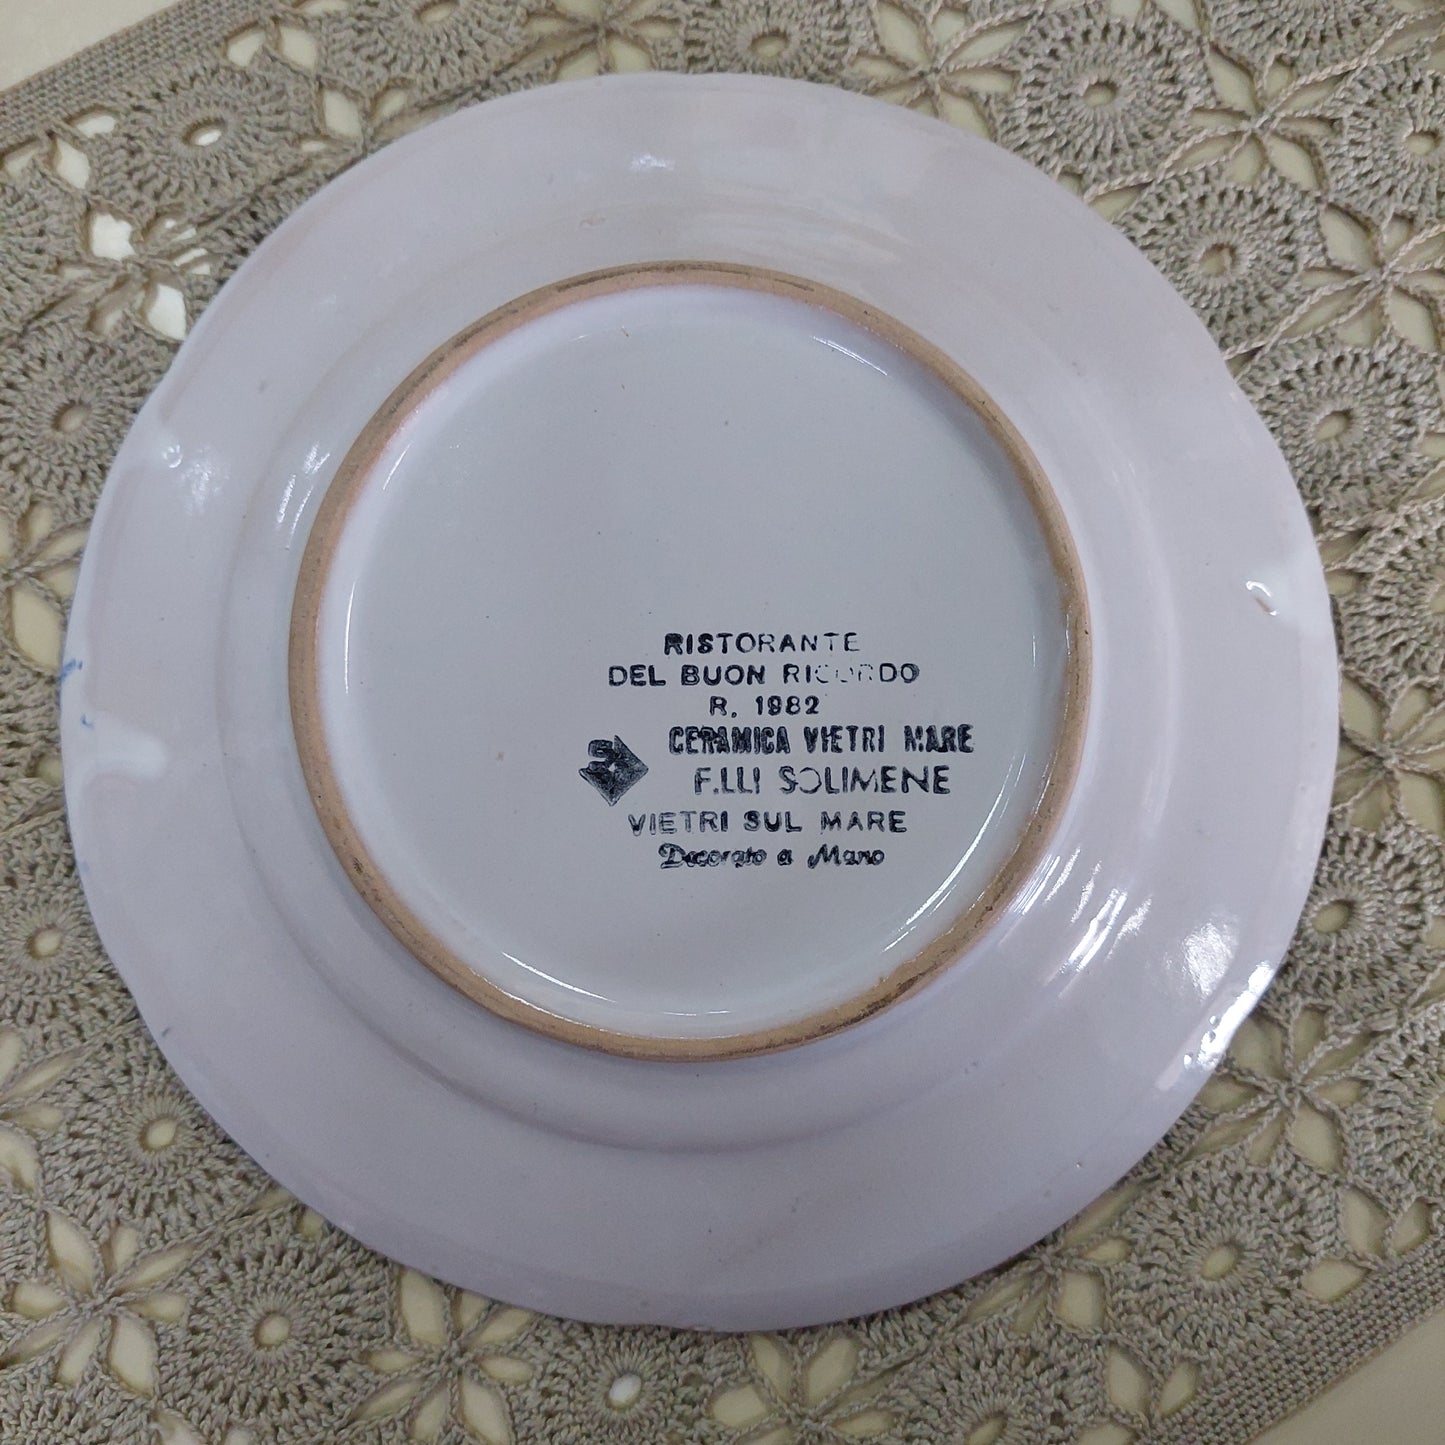 RISTORANTE
DEL BUON RICORDO
R. 1982
CERAMICA VIETRI MARE
F.LLI SOLIMENE
VIETRI SUL MARE
Decorato a Mano